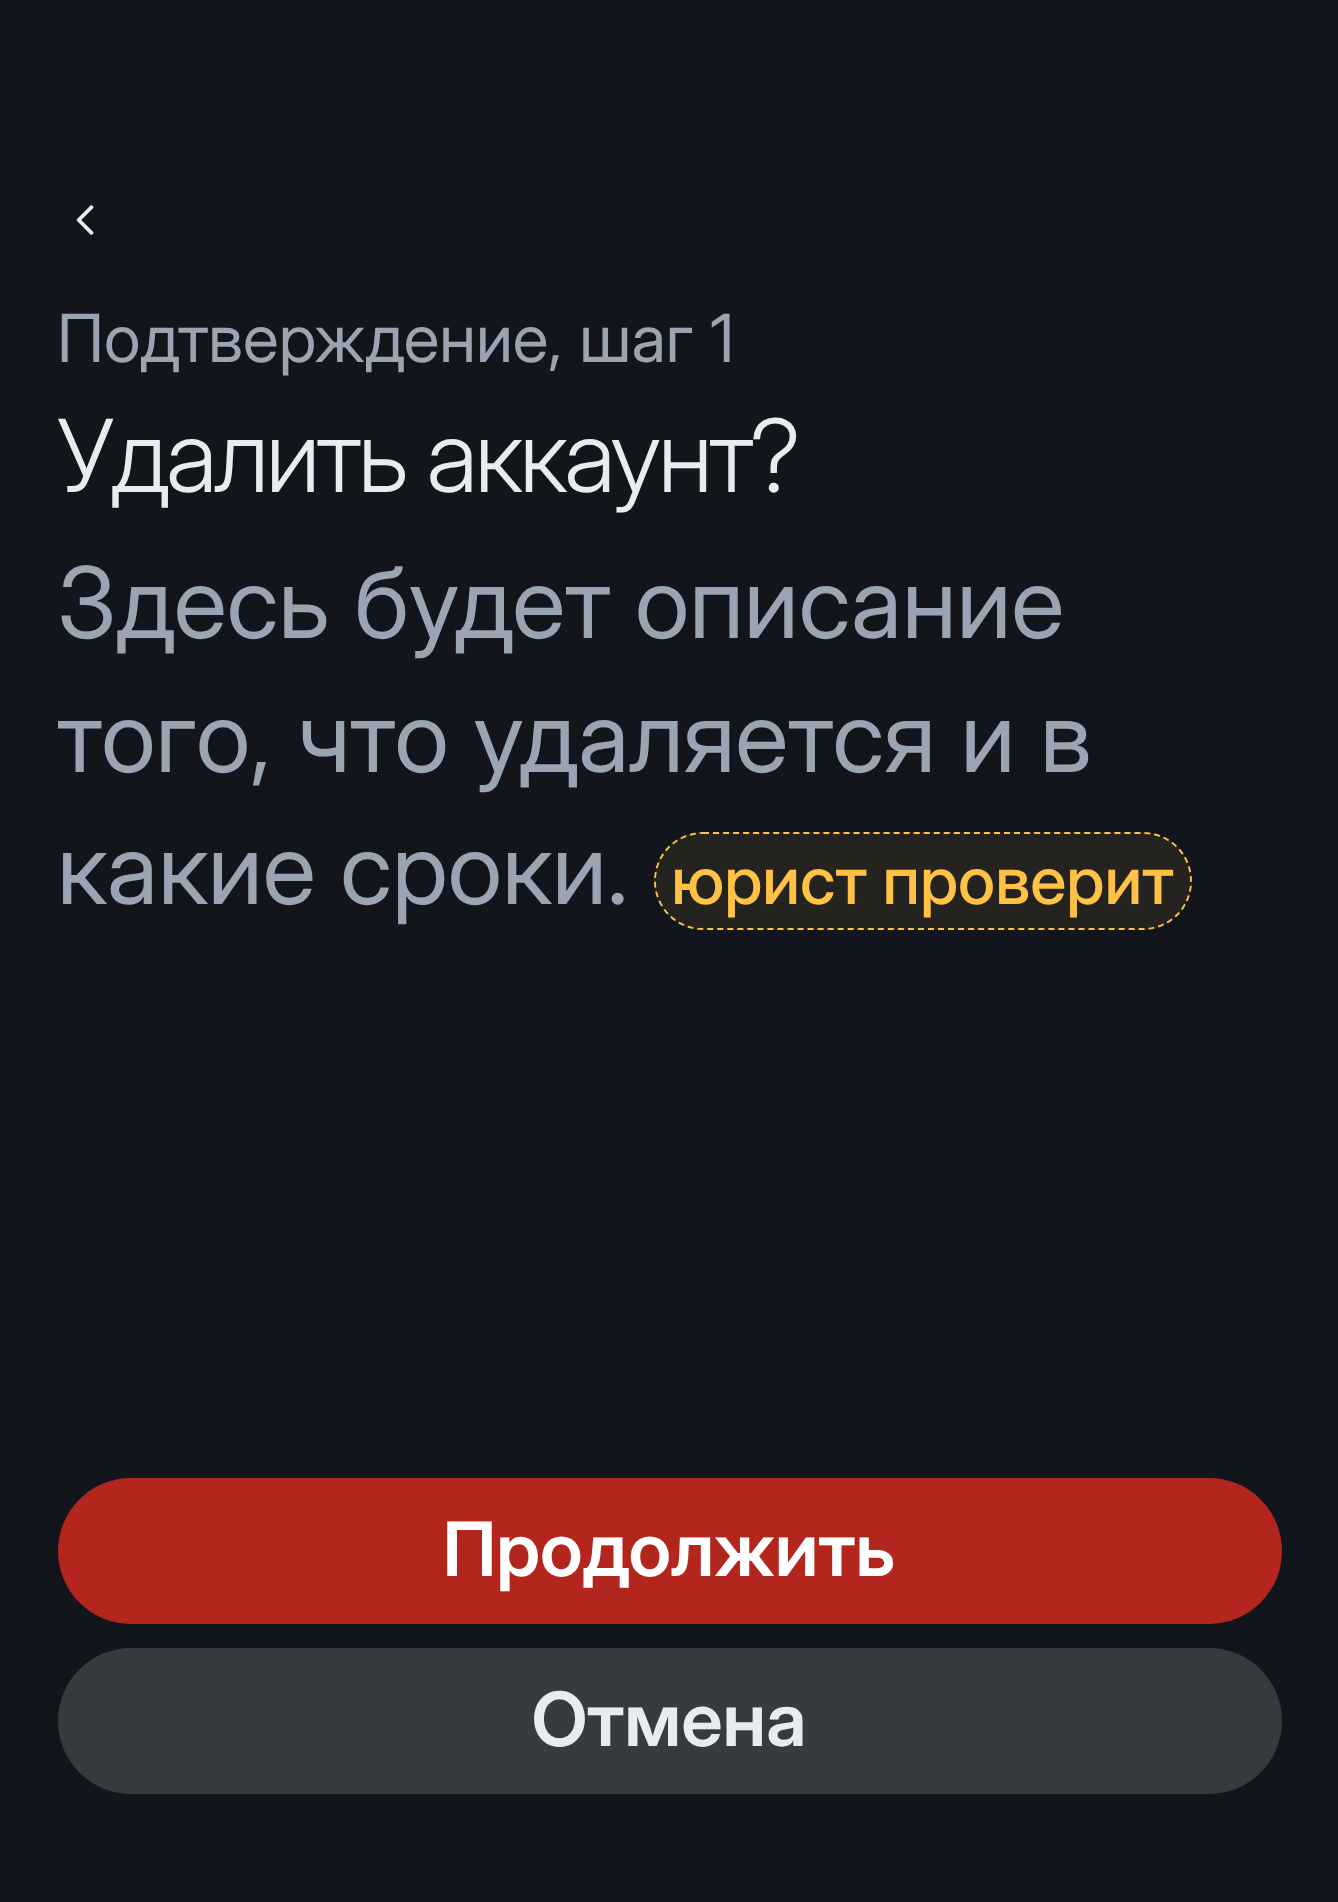 Подтверждение, шаг 1
Удалить аккаунт?
Здесь будет описание
того, что удаляется и в
какие сроки. юрист проверит
Продолжить
Отмена